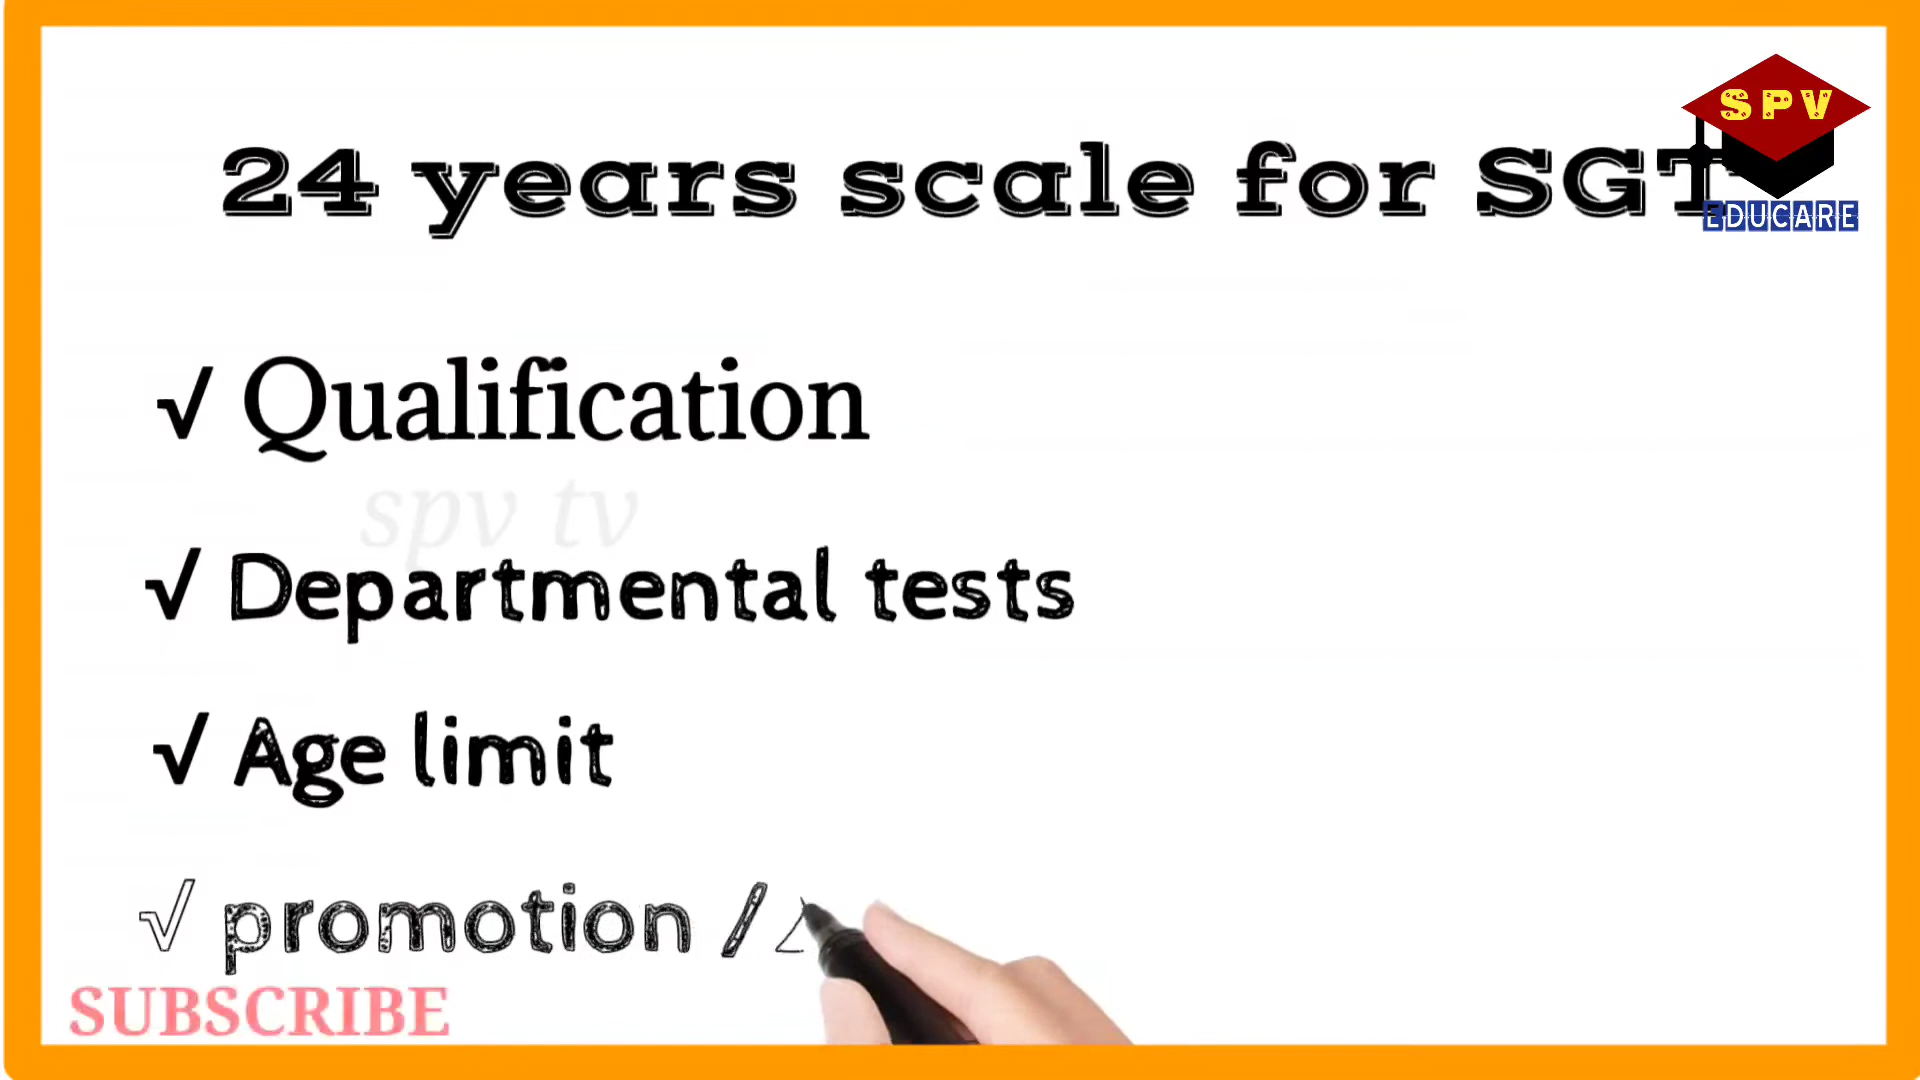 24 years scale for SGT
SPV
EDUCARE
√ Qualification
spv tv
√ Departmental tests
√ Age limit
√ promotion /
SUBSCRIBE